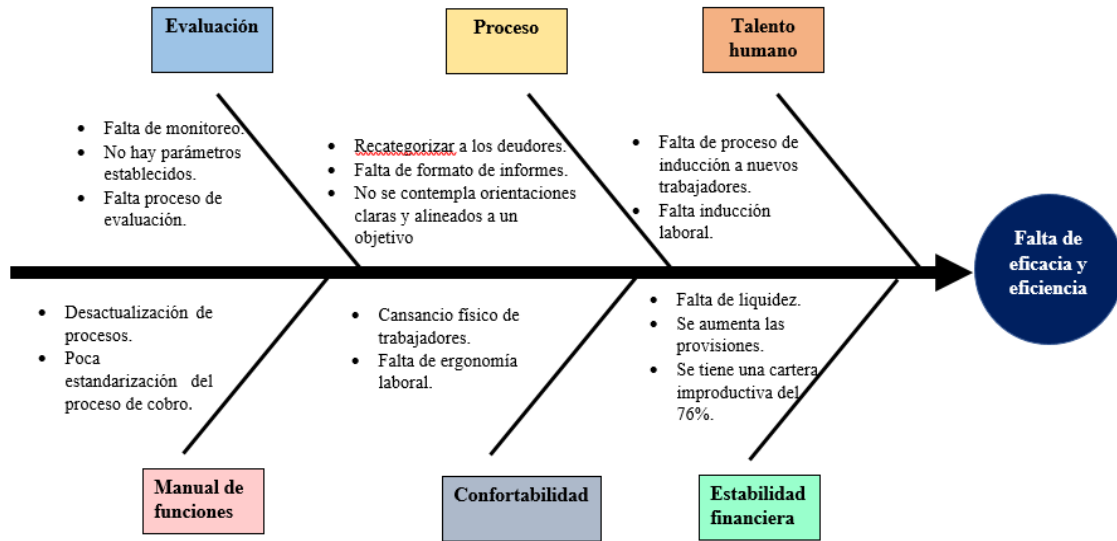 Evaluación
Proceso
Talento
humano
• Falta de monitoreo.
• No hay parámetros
establecidos.
• Falta proceso de
evaluación.
• Recategorizar a los deudores.
• Falta de formato de informes.
• No se contempla orientaciones
claras y alineados a un
objetivo
• Falta de proceso de
inducción a nuevos
trabajadores.
• Falta inducción
laboral.
Falta de
eficacia y
eficiencia
• Desactualización de
procesos.
• Poca
estandarización del
proceso de cobro.
• Cansancio físico de
trabajadores.
• Falta de ergonomía
laboral.
• Falta de liquidez.
• Se aumenta las
provisiones.
• Se tiene una cartera
improductiva del
76%.
Manual de
funciones
Confortabilidad
Estabilidad
financiera